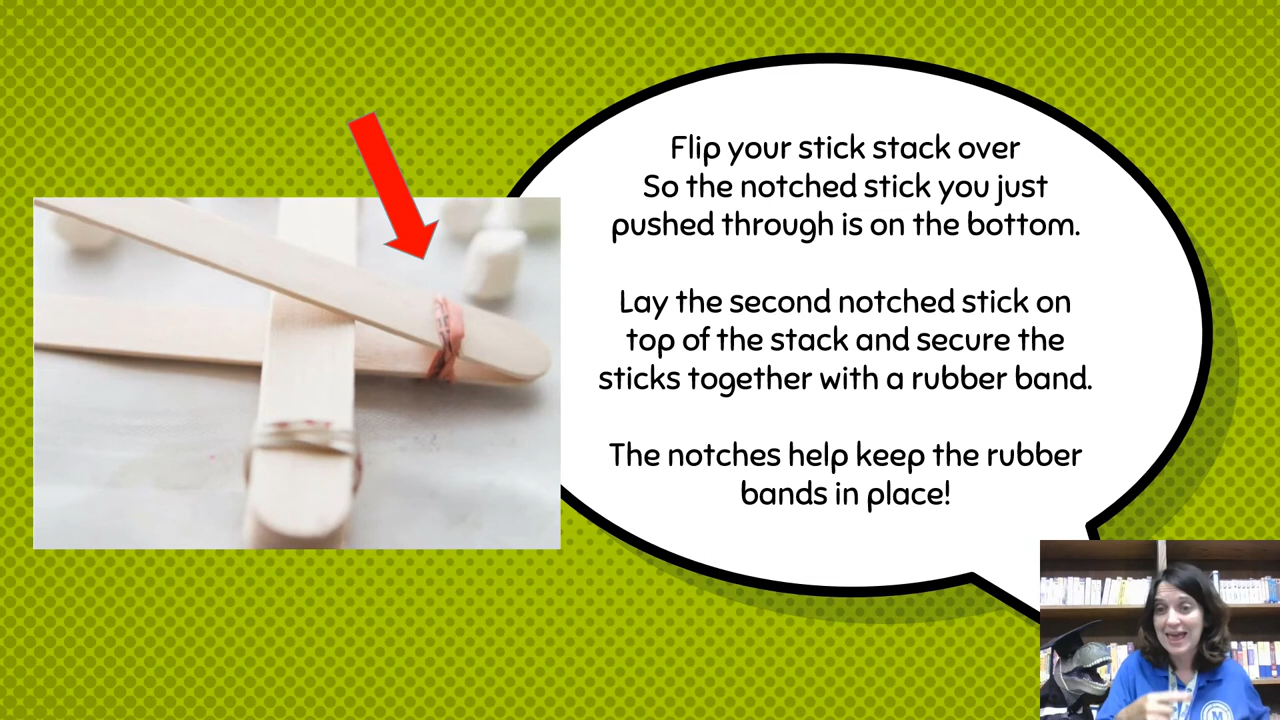 Flip your stick stack over
So the notched stick you just
pushed through is on the bottom.
Lay the second notched stick on
top of the stack and secure the
sticks together with a rubber band.
The notches help keep the rubber
bands in place!